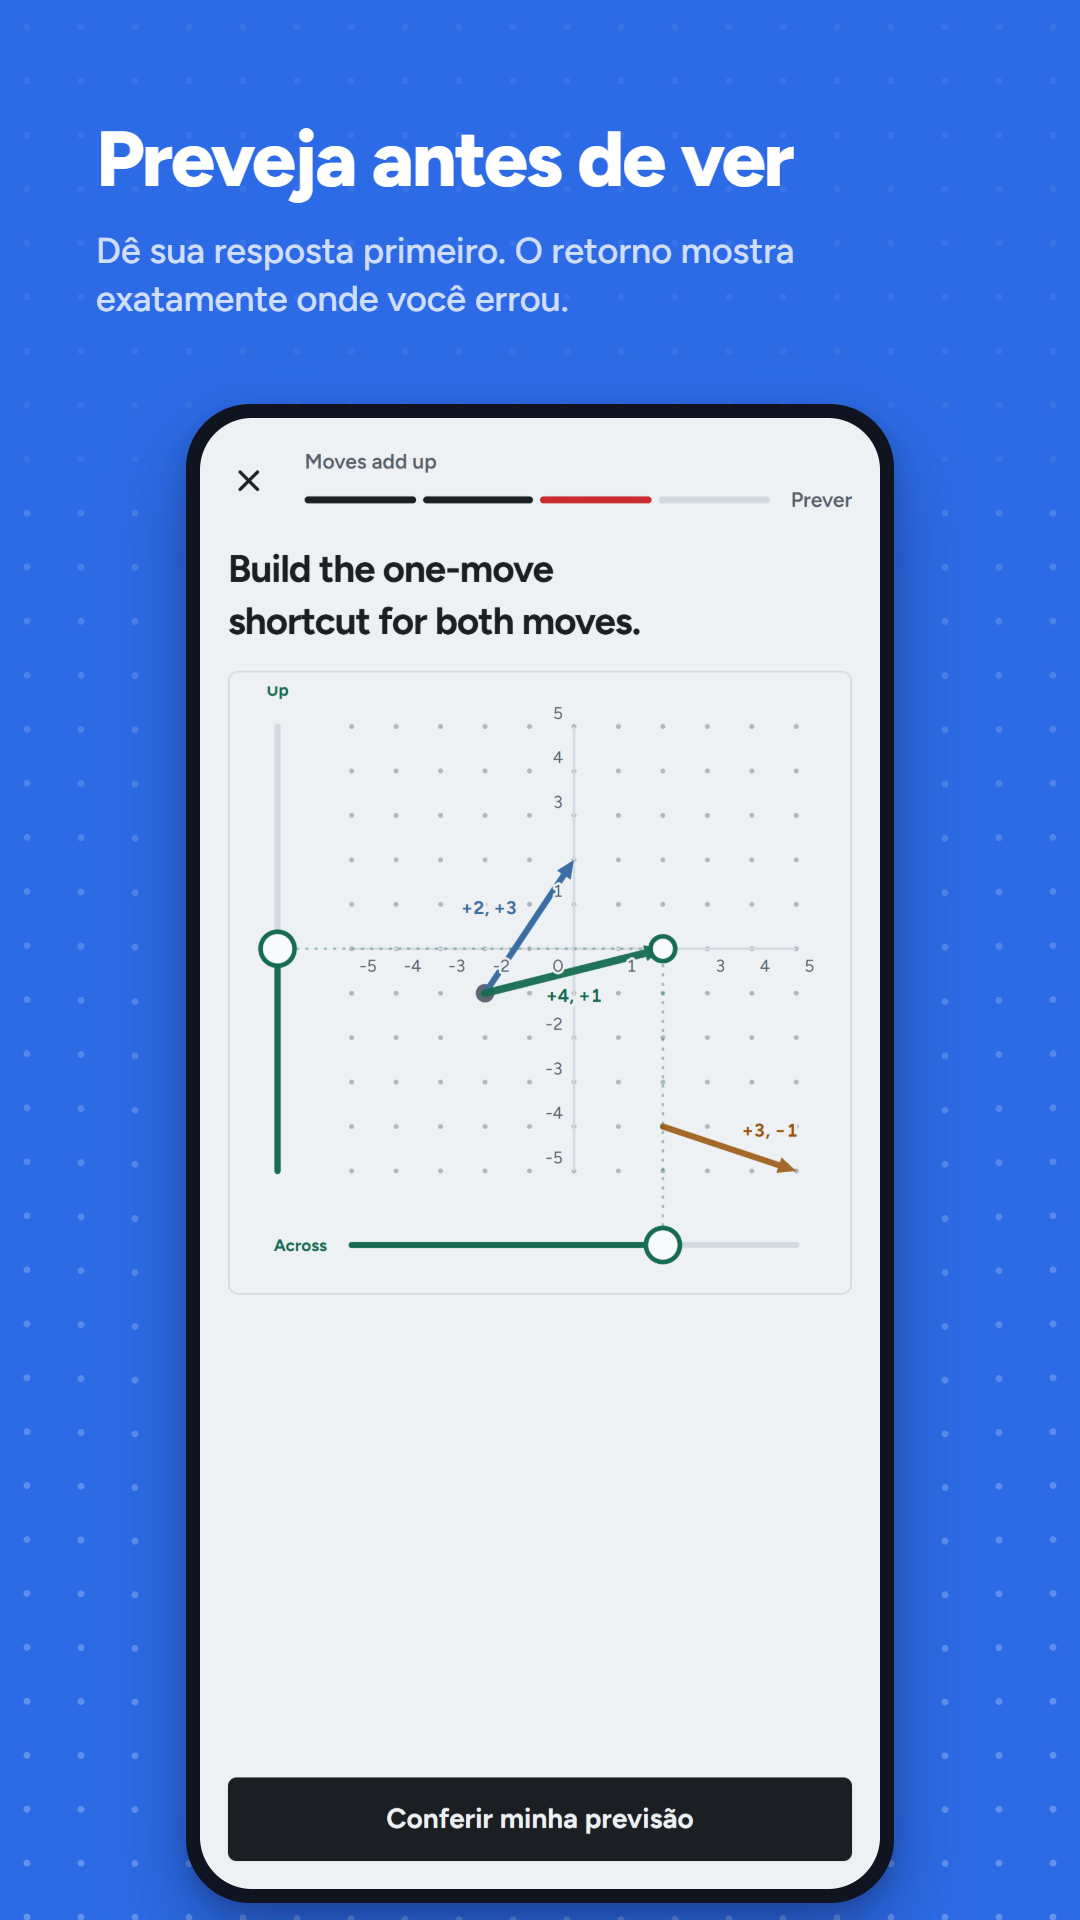 Preveja antes de ver
Dê sua resposta primeiro. O retorno mostra
exatamente onde você errou.
Moves add up
Prever
Build the one-move
shortcut for both moves.
Up
5
4
3
1
+2, +3
-5 -4 -3 -2 0 1 3 4 5
+4, +1
-2
-3
-4
+3, -1
-5
Across
Conferir minha previsão